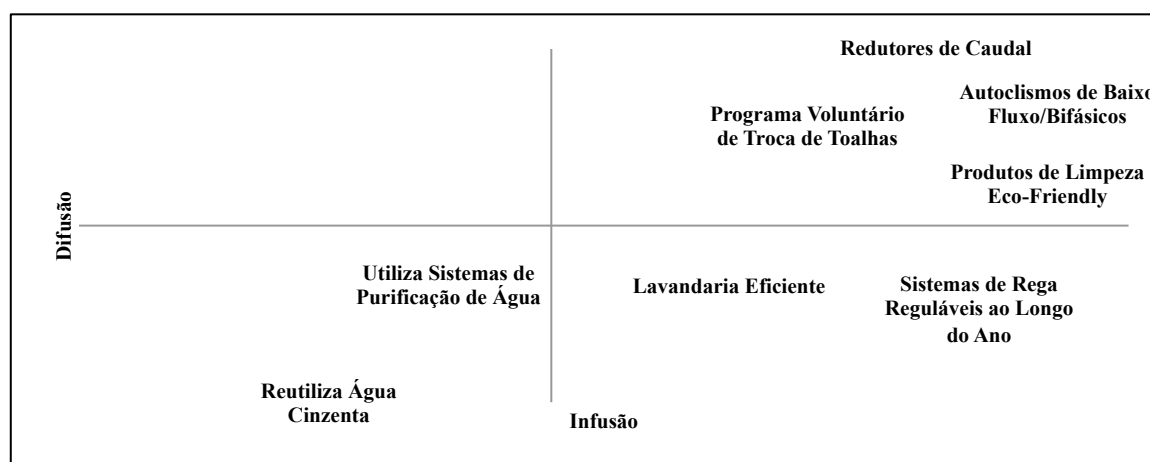 Redutores de Caudal
Autoclismos de Baixo
Fluxo/Bifásicos
Programa Voluntário
de Troca de Toalhas
Produtos de Limpeza
Eco-Friendly
Difusão
Utiliza Sistemas de
Purificação de Água
Lavandaria Eficiente
Sistemas de Rega
Reguláveis ao Longo
do Ano
Reutiliza Água
Cinzenta
Infusão